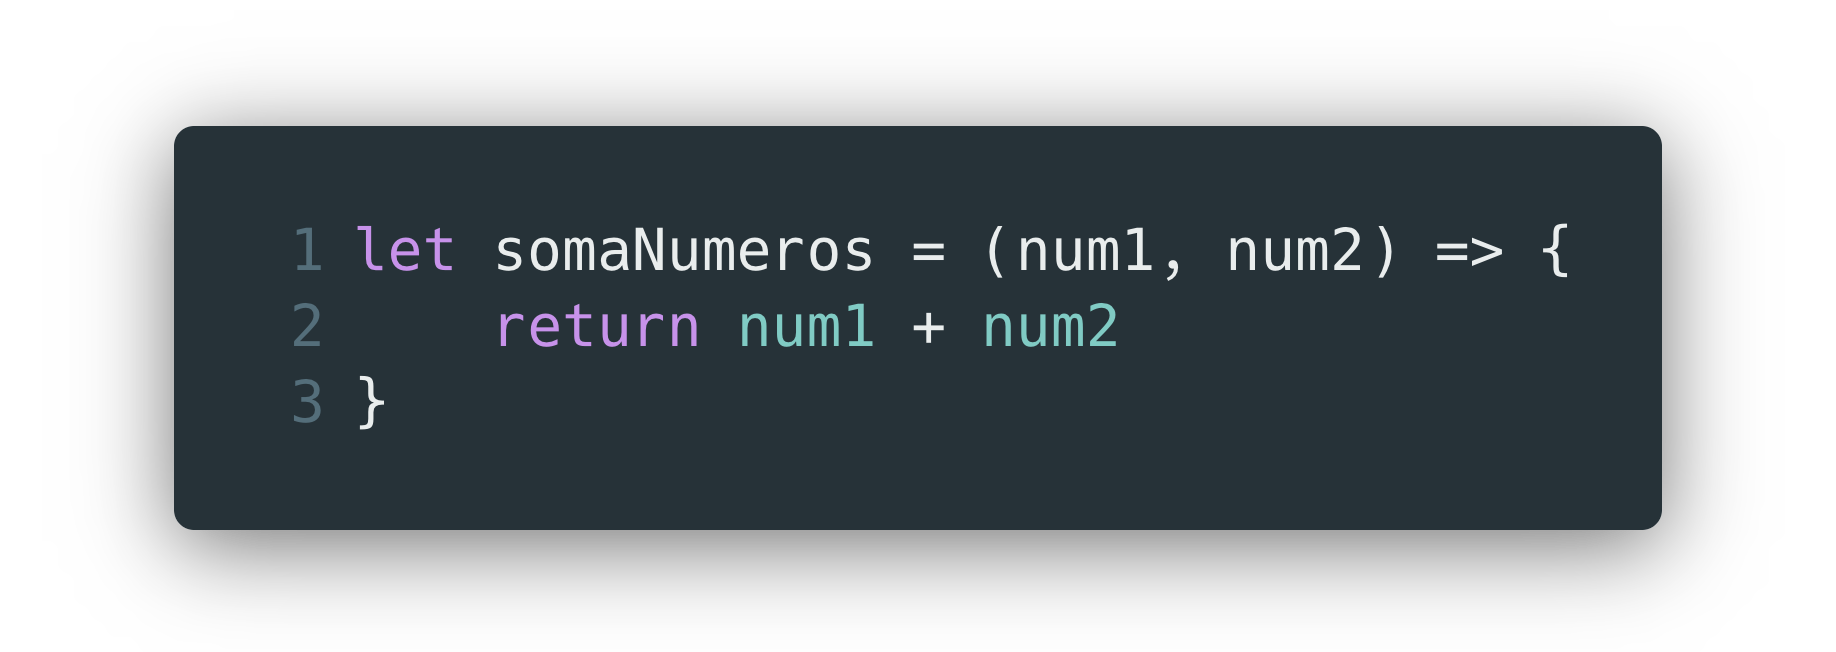 1 let somaNumeros = (num1, num2) => {
2     return num1 + num2
3 }